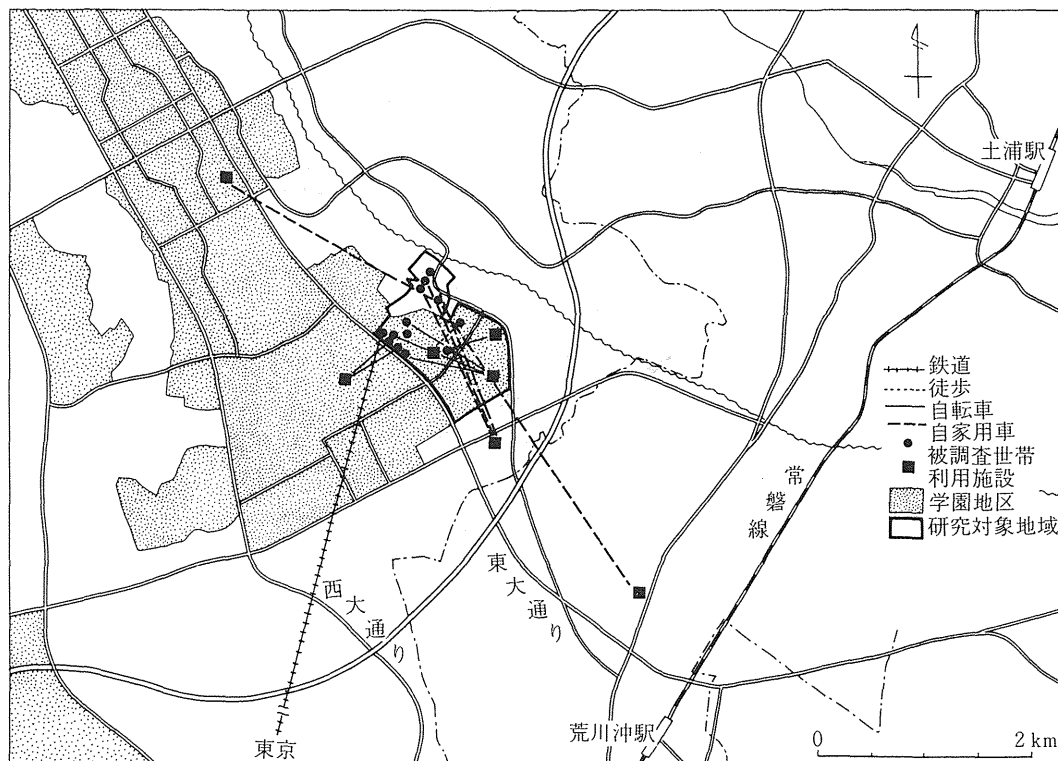 土浦駅
鉄道
徒歩
自転車
自家用車
被調査世帯
利用施設
学園地区
研究対象地域
常磐線
東大通り
西大通り
荒川沖駅
東京
0 2 km